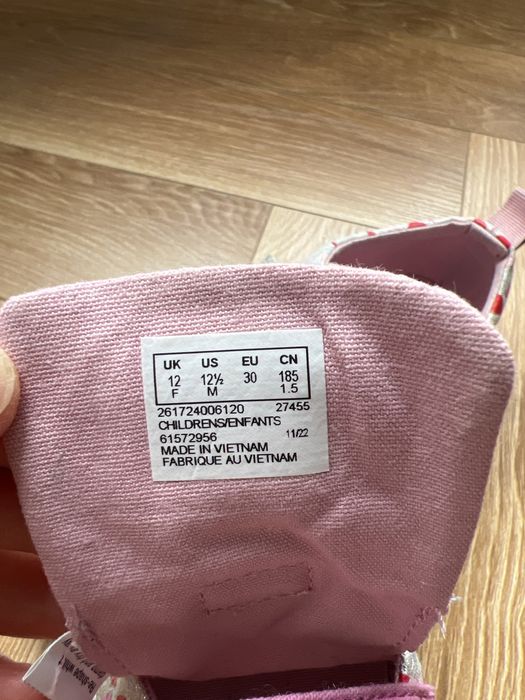 UK US EU CN
12 12½ 30 185
F M 1.5
261724006120 27455
CHILDRENS/ENFANTS
61572956 11/22
MADE IN VIETNAM
FABRIQUE AU VIETNAM